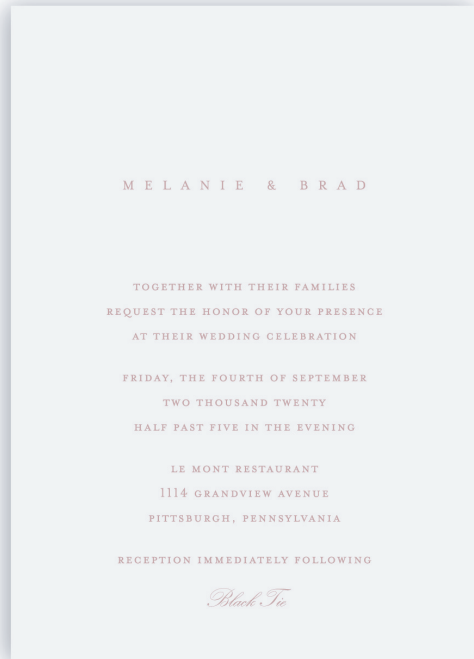 MELANIE & BRAD
TOGETHER WITH THEIR FAMILIES
REQUEST THE HONOR OF YOUR PRESENCE
AT THEIR WEDDING CELEBRATION
FRIDAY, THE FOURTH OF SEPTEMBER
TWO THOUSAND TWENTY
HALF PAST FIVE IN THE EVENING
LE MONT RESTAURANT
1114 GRANDVIEW AVENUE
PITTSBURGH, PENNSYLVANIA
RECEPTION IMMEDIATELY FOLLOWING
Black Tie